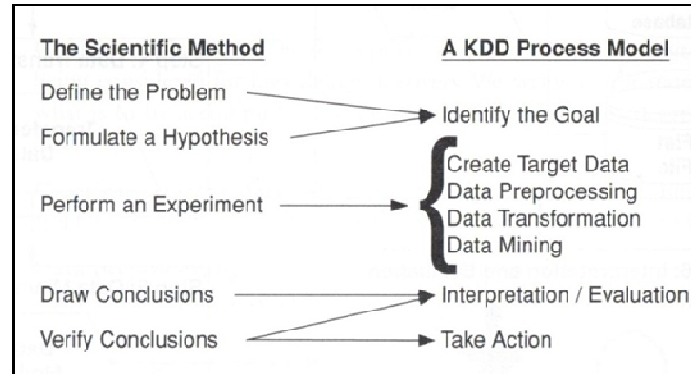 The Scientific Method
A KDD Process Model
Define the Problem
Identify the Goal
Formulate a Hypothesis
Create Target Data
Data Preprocessing
Perform an Experiment
Data Transformation
Data Mining
Draw Conclusions
Interpretation / Evaluation
Verify Conclusions
Take Action